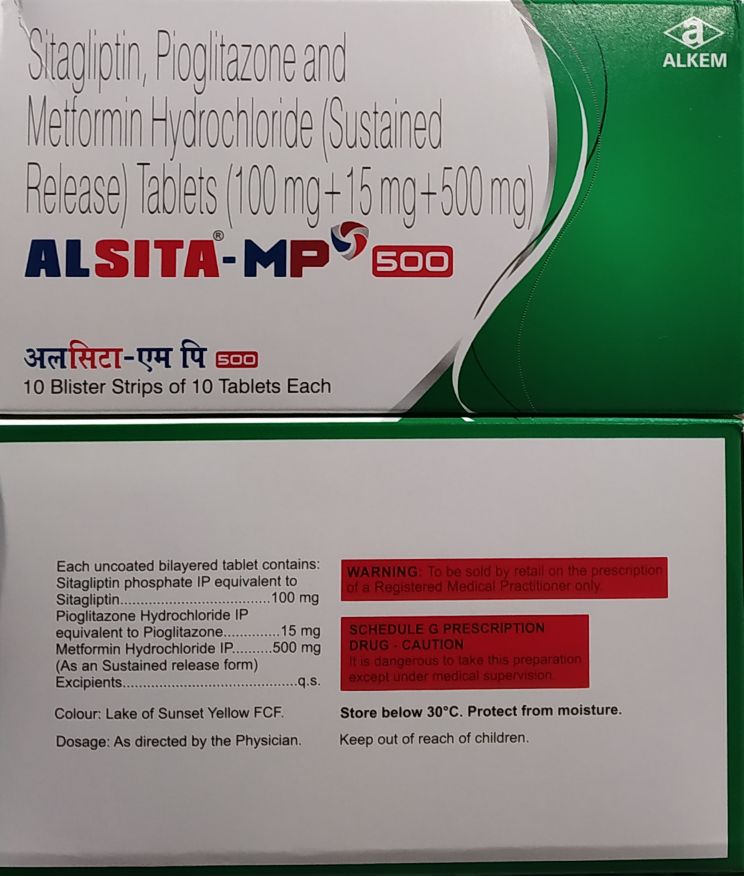 Sitagliptin, Pioglitazone and
Metformin Hydrochloride (Sustained
Release) Tablets (100 mg+15 mg+500 mg)
ALSITA®-MP 500
अलसिटा-एम पि 500
10 Blister Strips of 10 Tablets Each
a
ALKEM
Each uncoated bilayered tablet contains:
Sitagliptin phosphate IP equivalent to
Sitagliptin...................................100 mg
Pioglitazone Hydrochloride IP
equivalent to Pioglitazone.............15 mg
Metformin Hydrochloride IP.........500 mg
(As an Sustained release form)
Excipients.........................................q.s.
Colour: Lake of Sunset Yellow FCF.
Dosage: As directed by the Physician.
WARNING: To be sold by retail on the prescription
of a Registered Medical Practitioner only.
SCHEDULE G PRESCRIPTION
DRUG - CAUTION
It is dangerous to take this preparation
except under medical supervision.
Store below 30°C. Protect from moisture.
Keep out of reach of children.